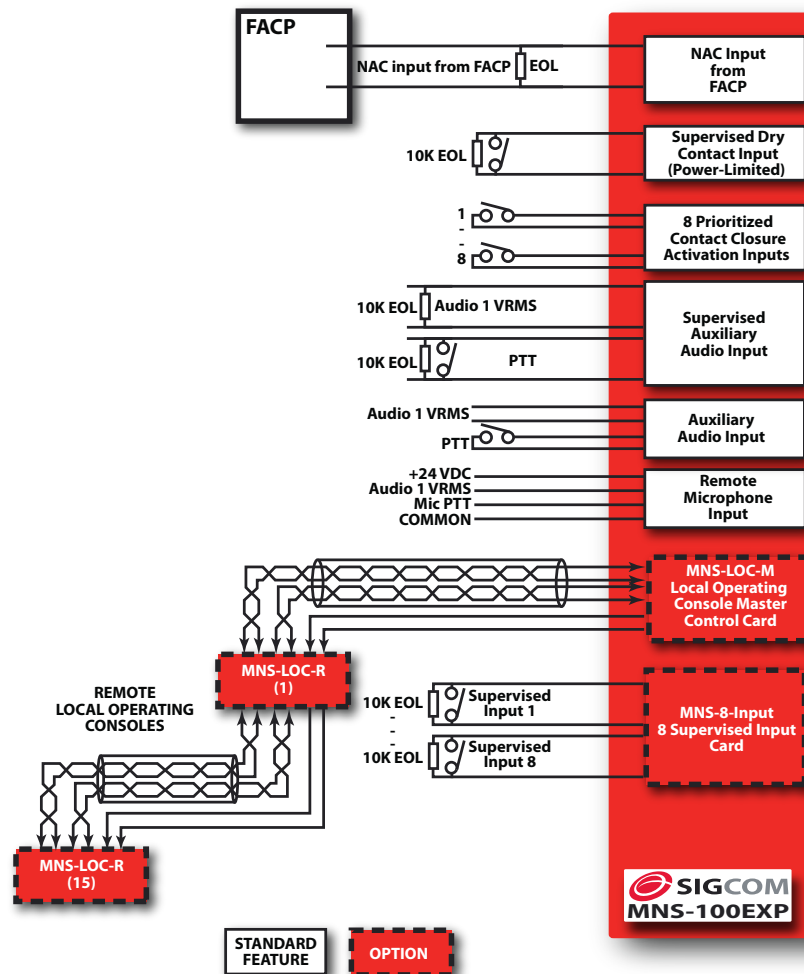 FACP
NAC input from FACP
EOL
NAC Input
from
FACP
10K EOL
Supervised Dry
Contact Input
(Power-Limited)
1
-
-
8
8 Prioritized
Contact Closure
Activation Inputs
10K EOL
Audio 1 VRMS
10K EOL
PTT
Supervised
Auxiliary
Audio Input
Audio 1 VRMS
PTT
Auxiliary
Audio Input
+24 VDC
Audio 1 VRMS
Mic PTT
COMMON
Remote
Microphone
Input
MNS-LOC-M
Local Operating
Console Master
Control Card
MNS-LOC-R
(1)
REMOTE
LOCAL OPERATING
CONSOLES
10K EOL
Supervised
Input 1
-
-
-
10K EOL
Supervised
Input 8
MNS-8-Input
8 Supervised Input
Card
MNS-LOC-R
(15)
SIGCOM
MNS-100EXP
STANDARD
FEATURE
OPTION